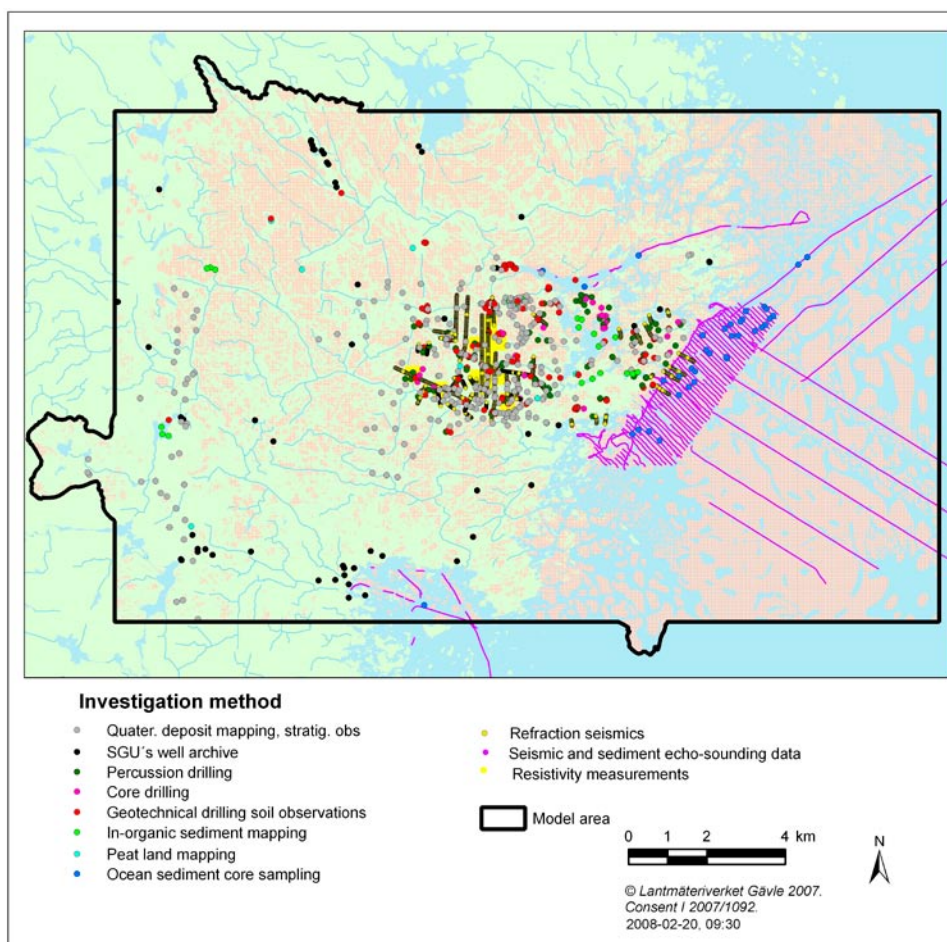 Investigation method
Quater. deposit mapping, stratig. obs
SGU´s well archive
Percussion drilling
Core drilling
Geotechnical drilling soil observations
In-organic sediment mapping
Peat land mapping
Ocean sediment core sampling
Refraction seismics
Seismic and sediment echo-sounding data
Resistivity measurements
Model area
0 1 2 4 km
N
© Lantmäteriverket Gävle 2007.
Consent I 2007/1092.
2008-02-20, 09:30